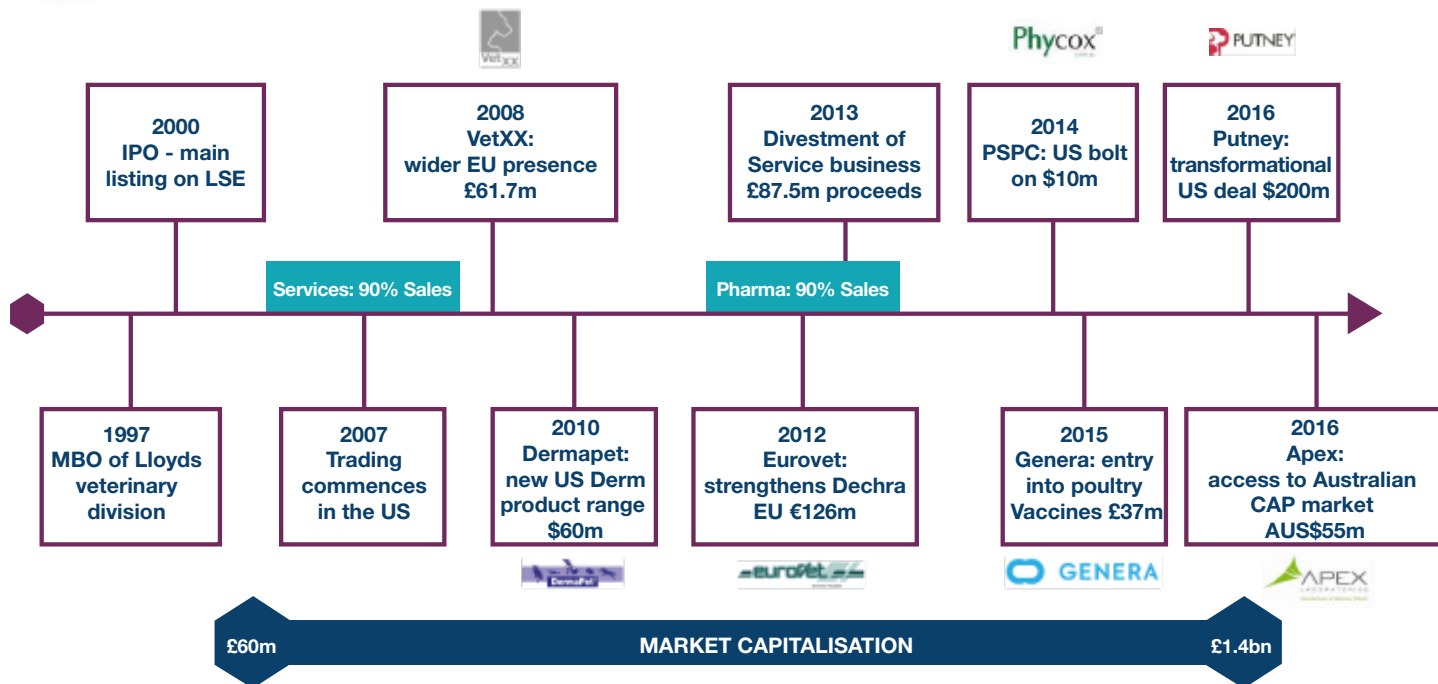 Vet XX
Phycox®
PUTNEY
2000
IPO - main
listing on LSE
2008
VetXX:
wider EU presence
£61.7m
2013
Divestment of
Service business
£87.5m proceeds
2014
PSPC: US bolt
on $10m
2016
Putney:
transformational
US deal $200m
Services: 90% Sales
Pharma: 90% Sales
1997
MBO of Lloyds
veterinary
division
2007
Trading
commences
in the US
2010
Dermapet:
new US Derm
product range
$60m
2012
Eurovet:
strengthens Dechra
EU €126m
2015
Genera: entry
into poultry
Vaccines £37m
2016
Apex:
access to Australian
CAP market
AUS$55m
DermaPet
eurovet
GENERA
APEX
LABORATORIES
£60m
MARKET CAPITALISATION
£1.4bn